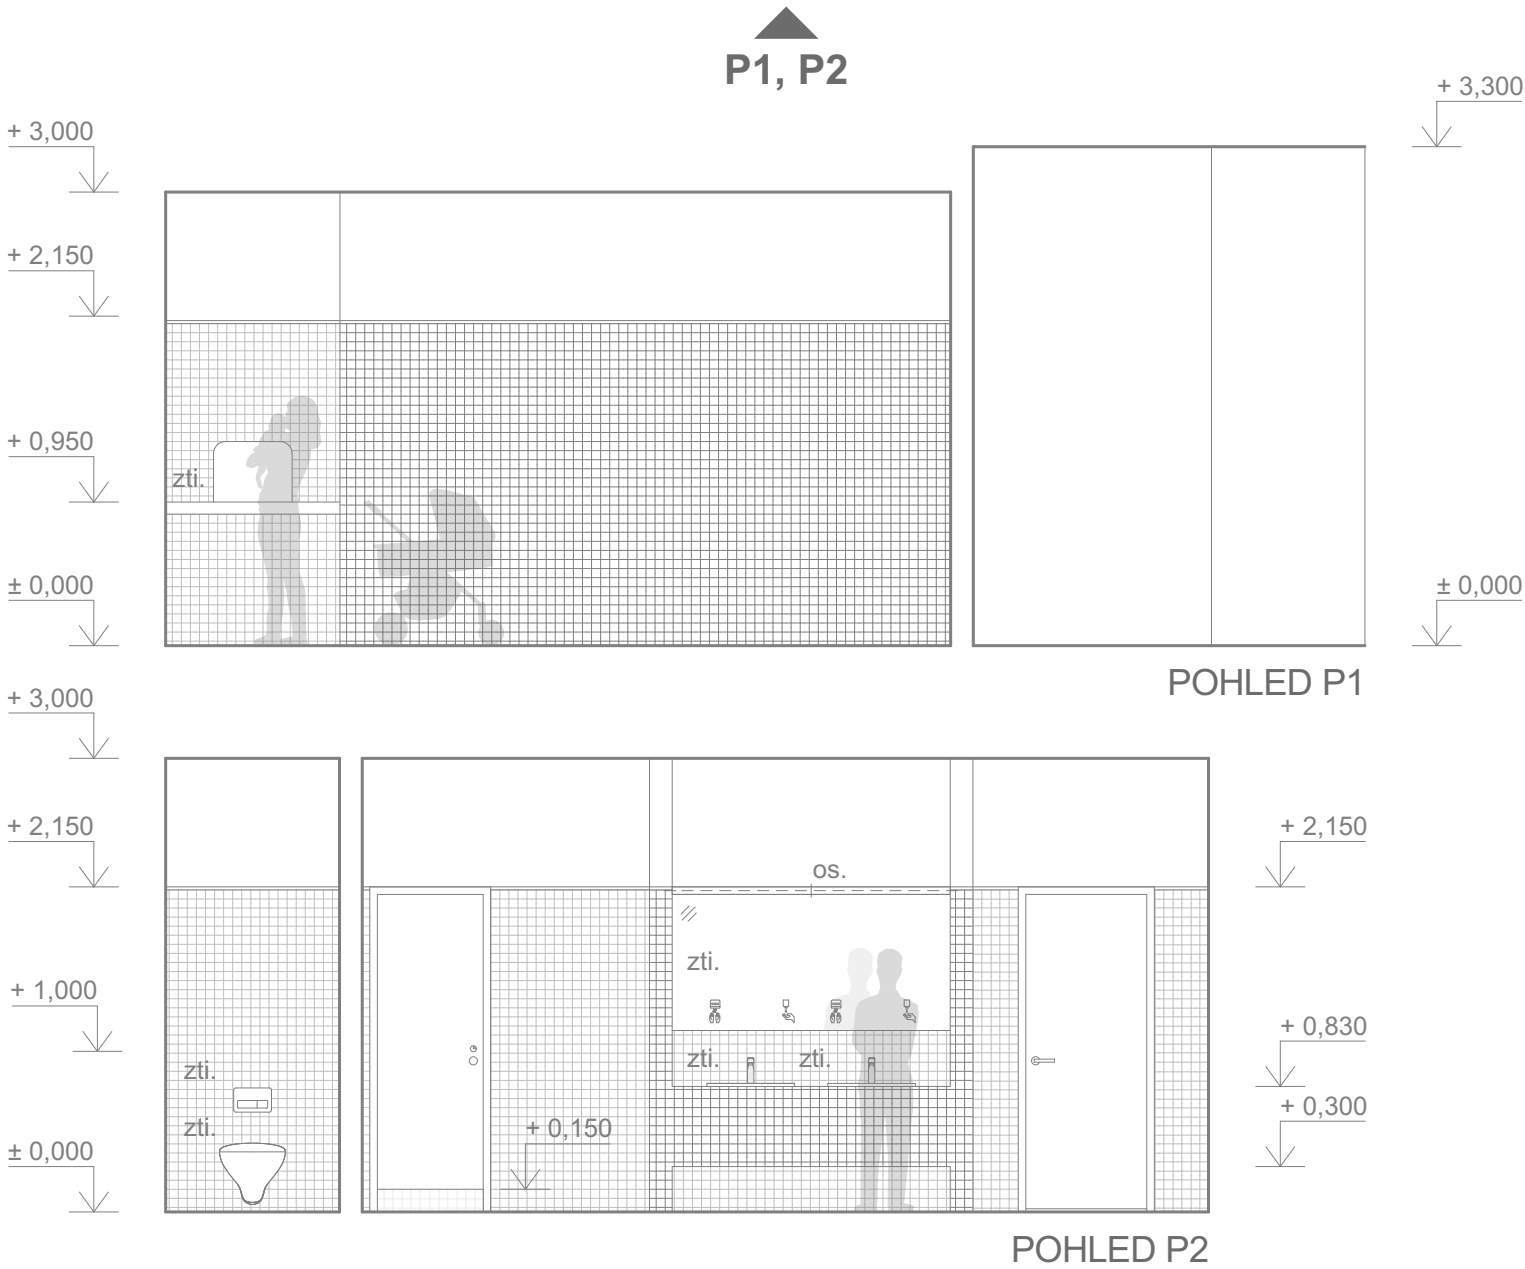 P1, P2
+ 3,300
+ 3,000
+ 2,150
+ 0,950
zti.
± 0,000
± 0,000
POHLED P1
+ 3,000
+ 2,150
+ 2,150
os.
zti.
+ 1,000
+ 0,830
zti.
zti.
zti.
+ 0,300
zti.
+ 0,150
± 0,000
POHLED P2